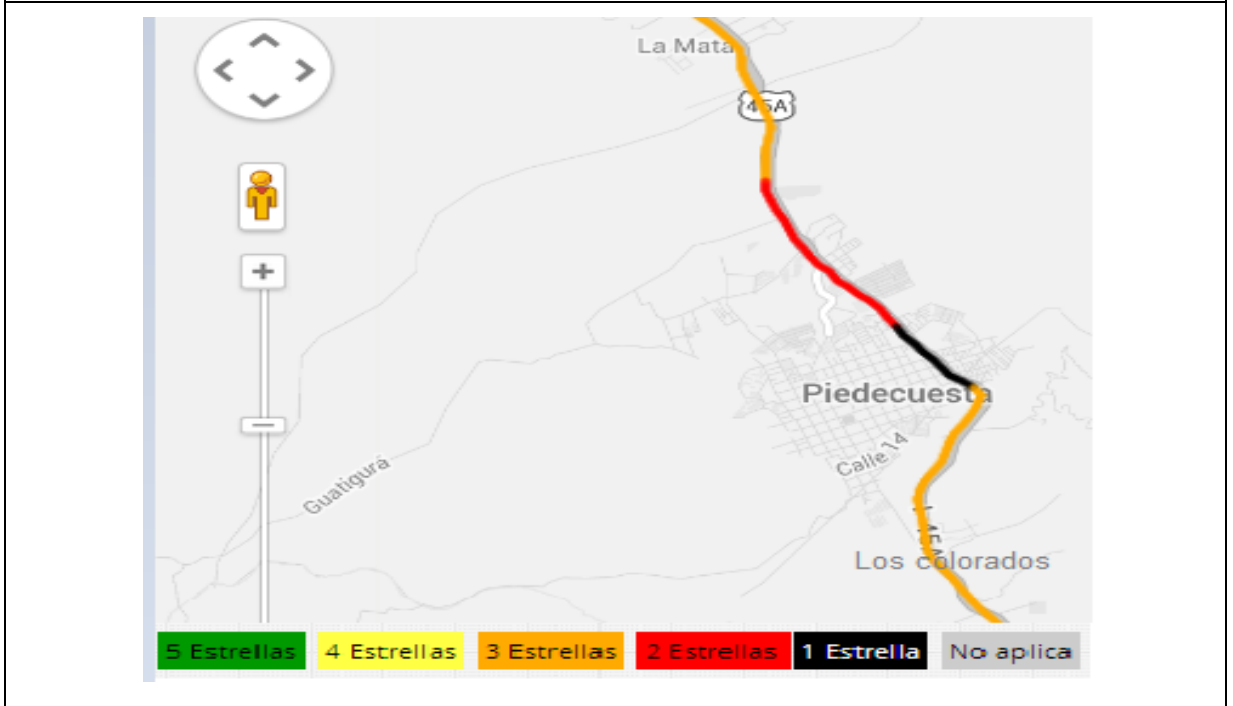 La Mata
45A
Piedecuesta
Calle 14
Guatiguará
45A
Los colorados
5 Estrellas 4 Estrellas 3 Estrellas 2 Estrellas 1 Estrella No aplica